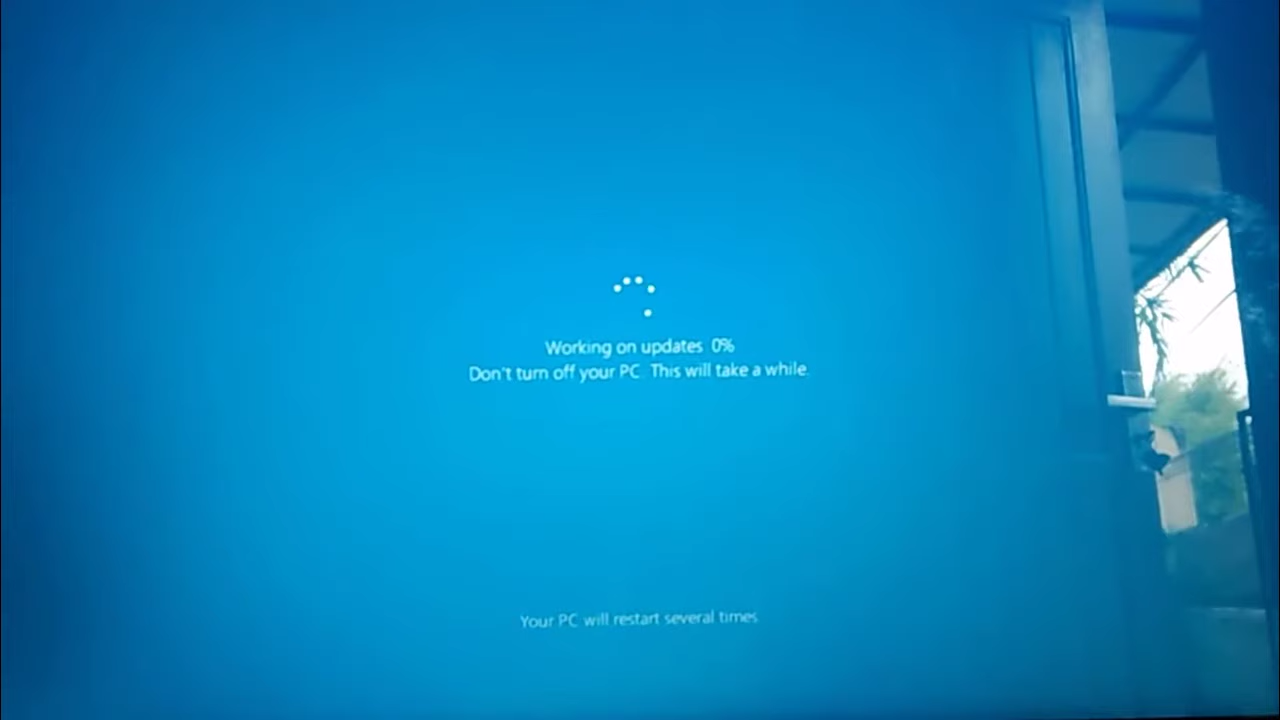 Working on updates 0%
Don't turn off your PC. This will take a while.
Your PC will restart several times